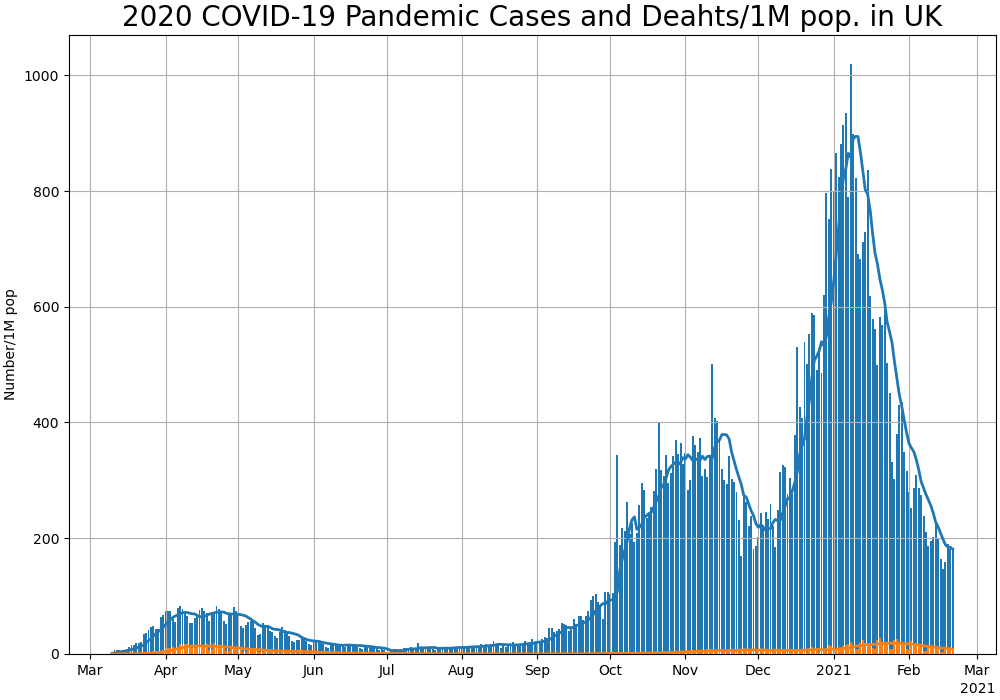 2020 COVID-19 Pandemic Cases and Deahts/1M pop. in UK
Number/1M pop
1000
800
600
400
200
0
Mar Apr May Jun Jul Aug Sep Oct Nov Dec 2021 Feb Mar
2021